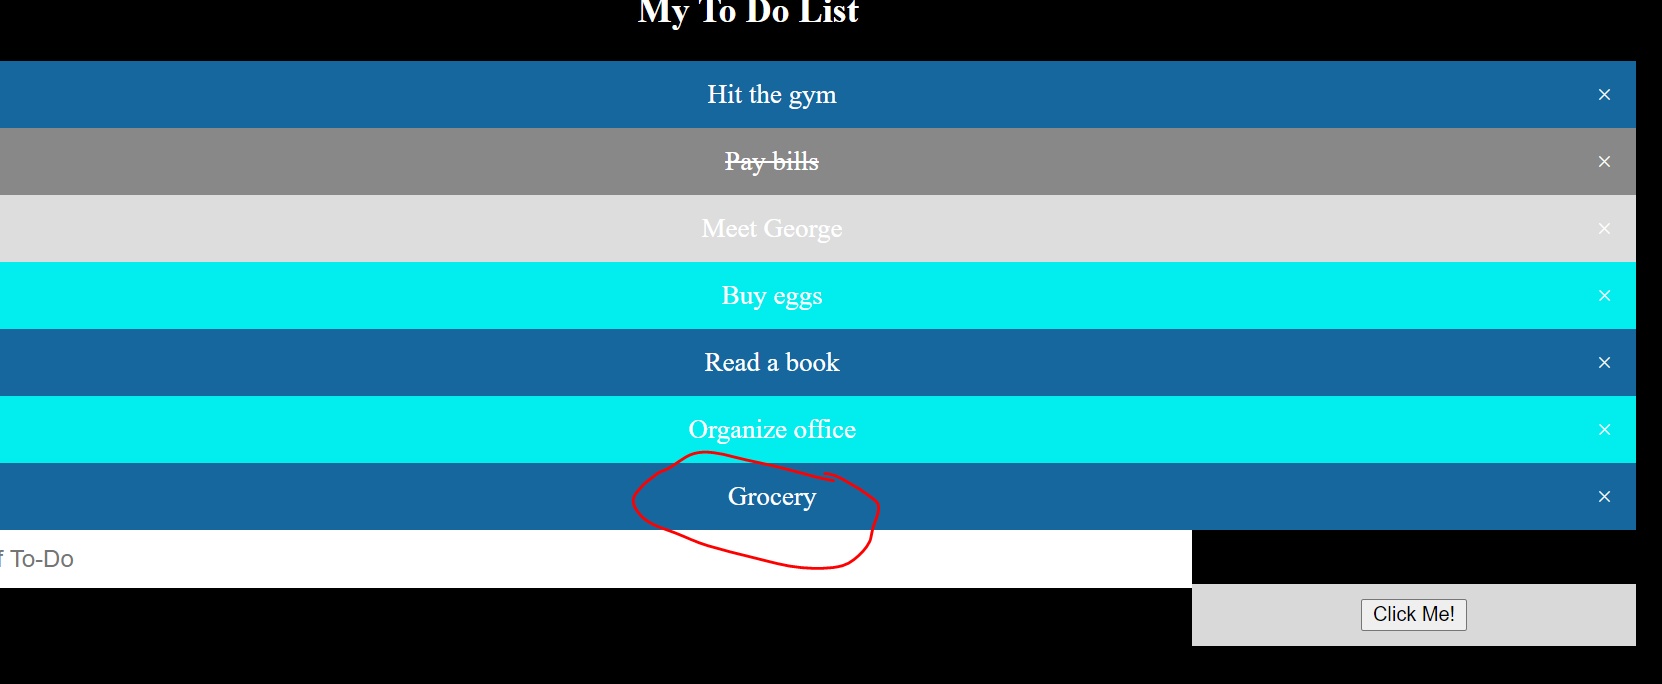 My To Do List
Hit the gym ×
Pay bills ×
Meet George ×
Buy eggs ×
Read a book ×
Organize office ×
Grocery ×
f To-Do
Click Me!